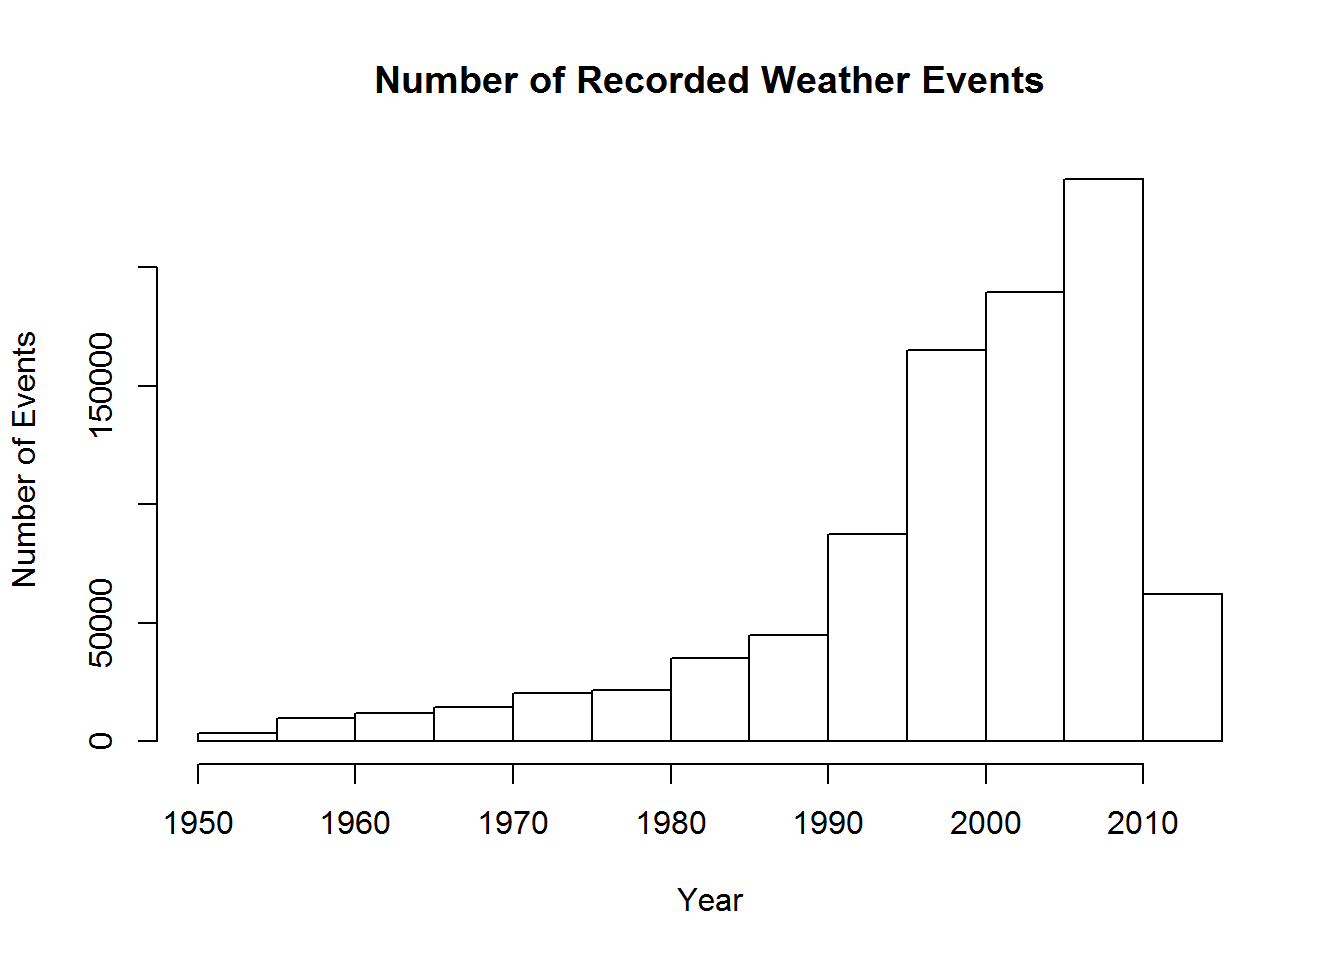 Number of Recorded Weather Events
Number of Events
150000
50000
0
1950 1960 1970 1980 1990 2000 2010
Year